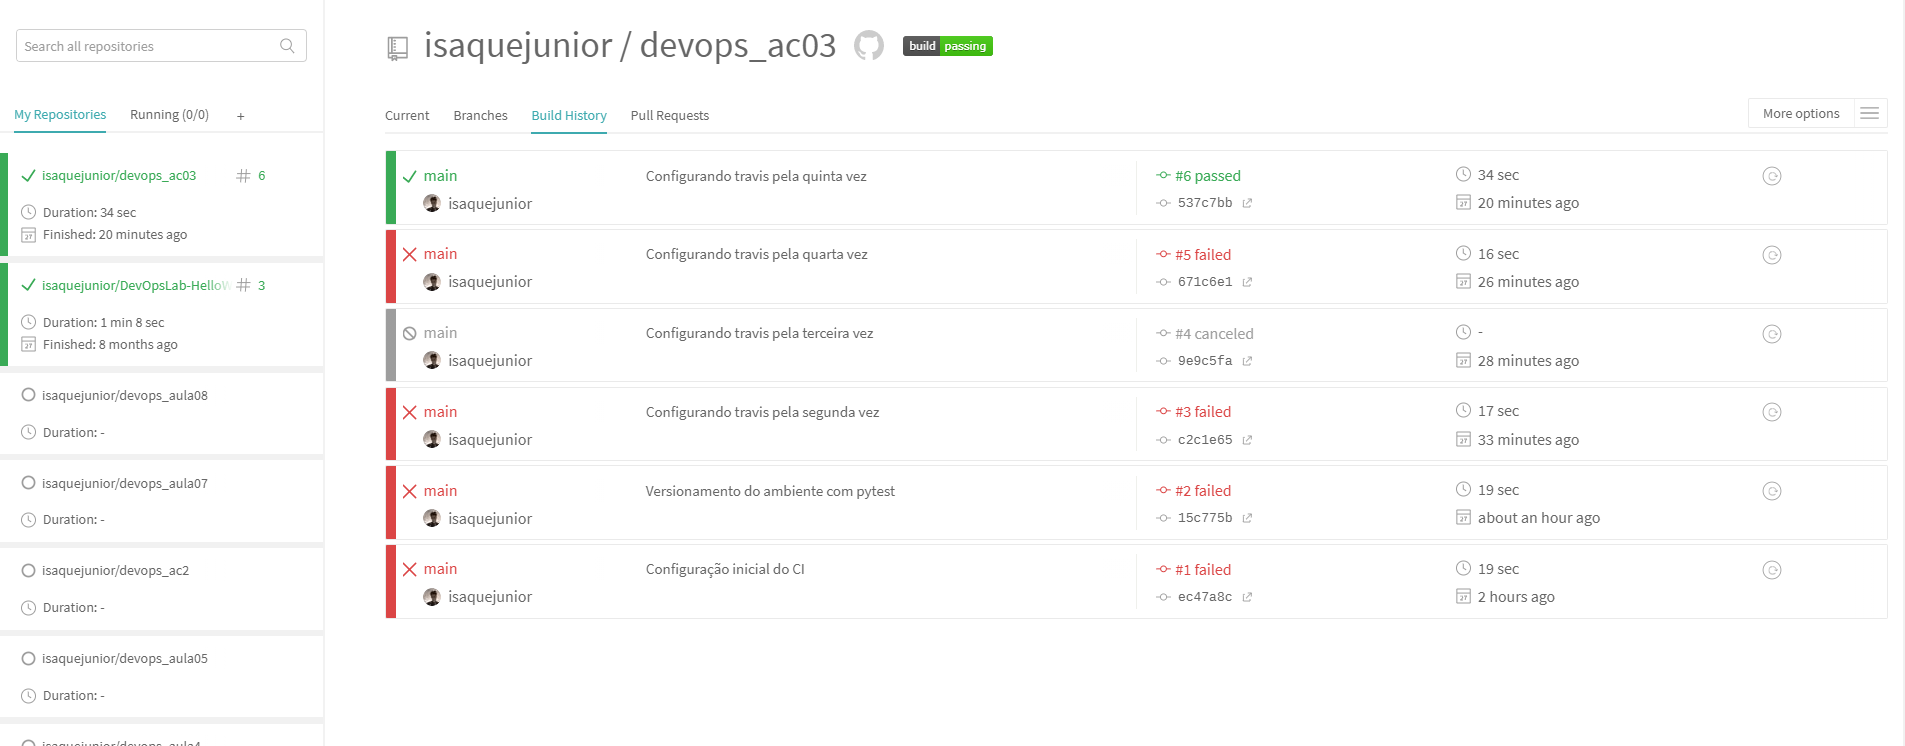 Search all repositories
My Repositories Running (0/0) +
isaquejunior/devops_ac03 # 6
Duration: 34 sec
Finished: 20 minutes ago
isaquejunior/DevOpsLab-HelloW # 3
Duration: 1 min 8 sec
Finished: 8 months ago
isaquejunior/devops_aula08
Duration: -
isaquejunior/devops_aula07
Duration: -
isaquejunior/devops_ac2
Duration: -
isaquejunior/devops_aula05
Duration: -
isaquejunior/devops_aula4
isaquejunior / devops_ac03 build passing
Current Branches Build History Pull Requests More options
main Configurando travis pela quinta vez #6 passed 34 sec
isaquejunior 537c7bb 20 minutes ago
main Configurando travis pela quarta vez #5 failed 16 sec
isaquejunior 671c6e1 26 minutes ago
main Configurando travis pela terceira vez #4 canceled -
isaquejunior 9e9c5fa 28 minutes ago
main Configurando travis pela segunda vez #3 failed 17 sec
isaquejunior c2c1e65 33 minutes ago
main Versionamento do ambiente com pytest #2 failed 19 sec
isaquejunior 15c775b about an hour ago
main Configuração inicial do CI #1 failed 19 sec
isaquejunior ec47a8c 2 hours ago